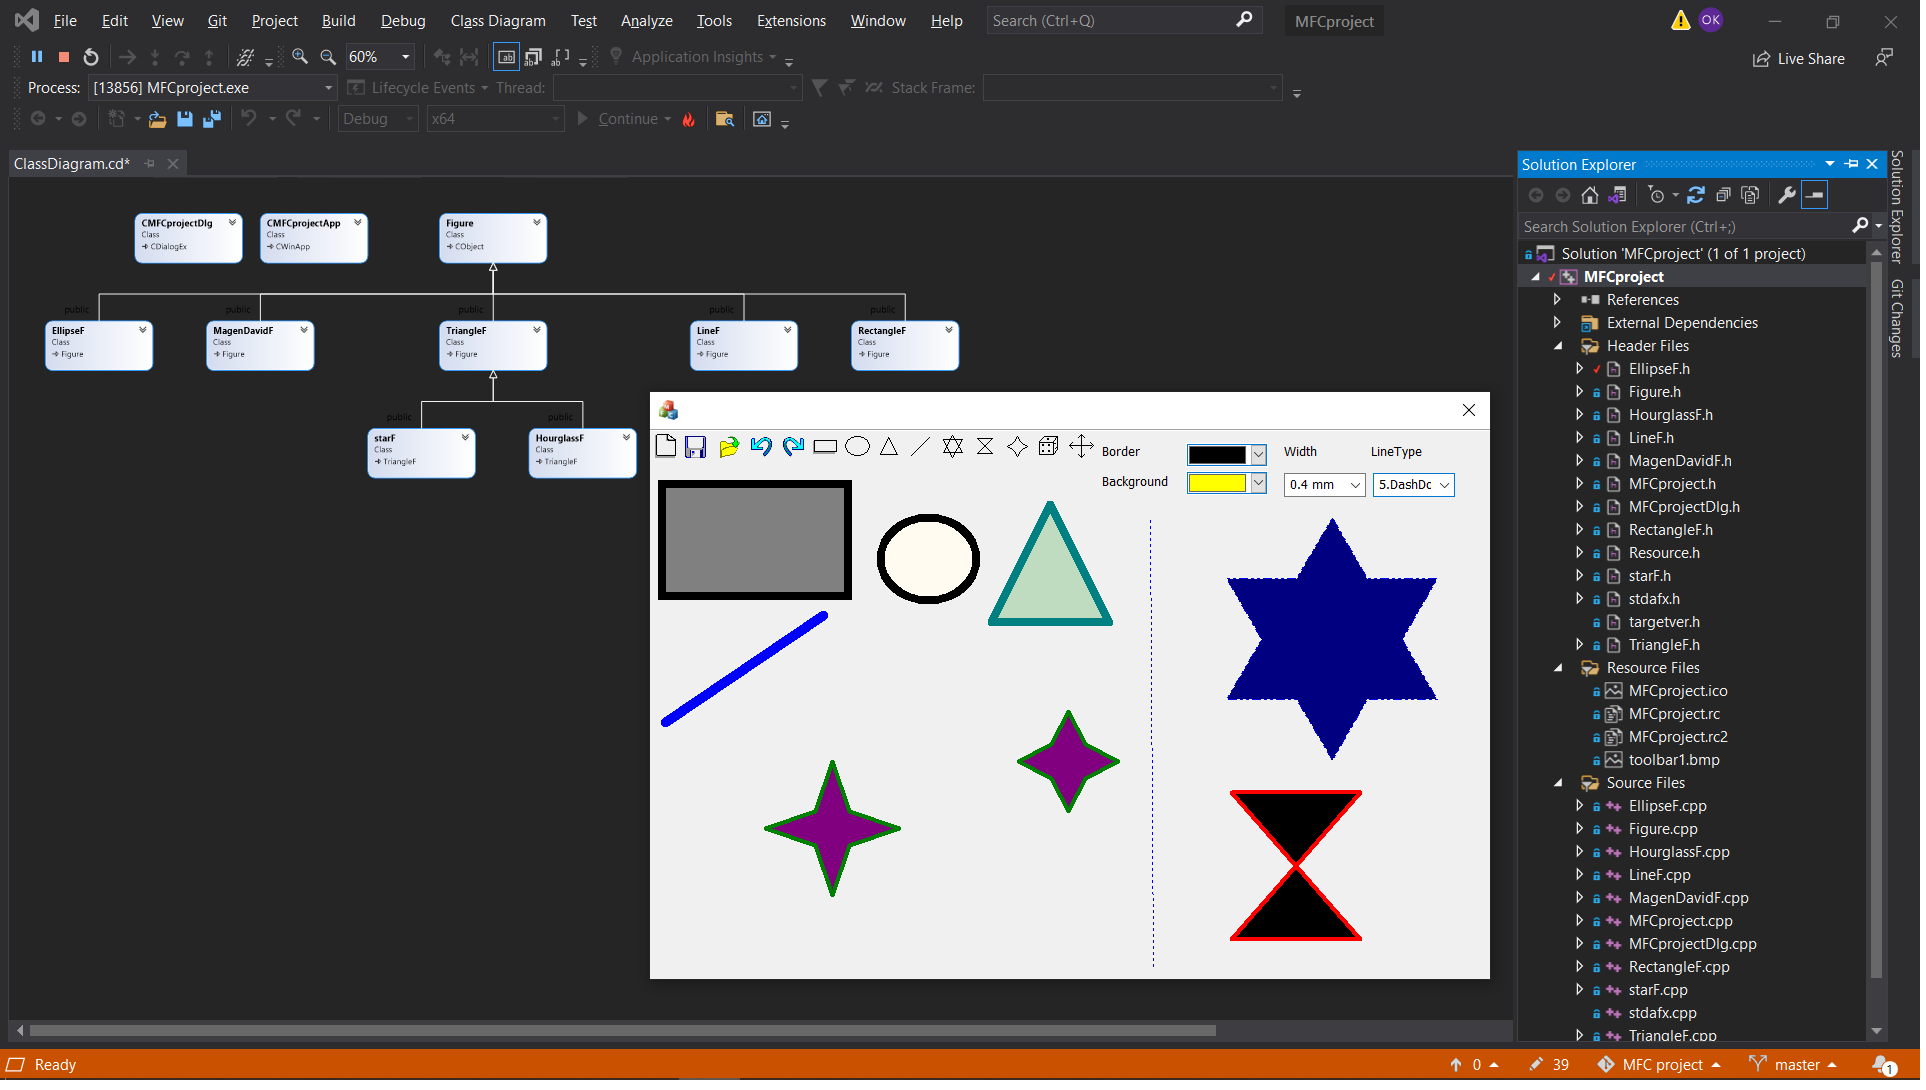 File Edit View Git Project Build Debug Class Diagram Test Analyze Tools Extensions Window Help Search (Ctrl+Q) MFCproject OK
60% Application Insights Live Share
Process: [13856] MFCproject.exe Lifecycle Events Thread: Stack Frame:
Debug x64 Continue
ClassDiagram.cd*
CMFCprojectDlg
Class
CDialogEx
CMFCprojectApp
Class
CWinApp
Figure
Class
CObject
public public public public public
EllipseF
Class
Figure
MagenDavidF
Class
Figure
TriangleF
Class
Figure
LineF
Class
Figure
RectangleF
Class
Figure
public public
starF
Class
TriangleF
HourglassF
Class
TriangleF
Border Width LineType
Background 0.4 mm 5.DashDc
Solution Explorer
Search Solution Explorer (Ctrl+;)
Solution 'MFCproject' (1 of 1 project)
MFCproject
References
External Dependencies
Header Files
EllipseF.h
Figure.h
HourglassF.h
LineF.h
MagenDavidF.h
MFCproject.h
MFCprojectDlg.h
RectangleF.h
Resource.h
starF.h
stdafx.h
targetver.h
TriangleF.h
Resource Files
MFCproject.ico
MFCproject.rc
MFCproject.rc2
toolbar1.bmp
Source Files
EllipseF.cpp
Figure.cpp
HourglassF.cpp
LineF.cpp
MagenDavidF.cpp
MFCproject.cpp
MFCprojectDlg.cpp
RectangleF.cpp
starF.cpp
stdafx.cpp
TriangleF.cpp
Solution Explorer
Git Changes
Ready 0 39 MFC project master 1